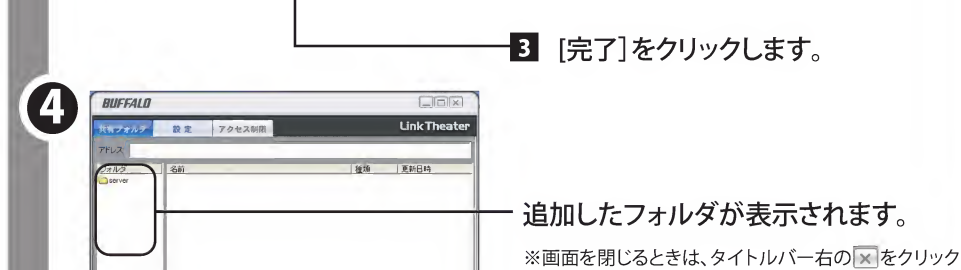 3 [完了]をクリックします。
4
BUFFALO
共有フォルダ 設定 アクセス制限 LinkTheater
アドレス
フォルダ 名前 種類 更新日時
server
追加したフォルダが表示されます。
※画面を閉じるときは、タイトルバー右の×をクリック